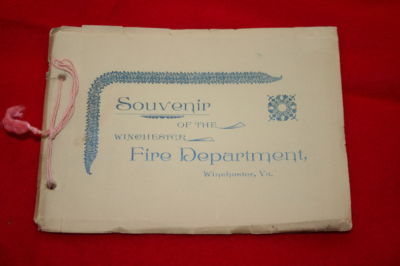 Souvenir
OF THE
WINCHESTER
Fire Department,
Winchester, Va.